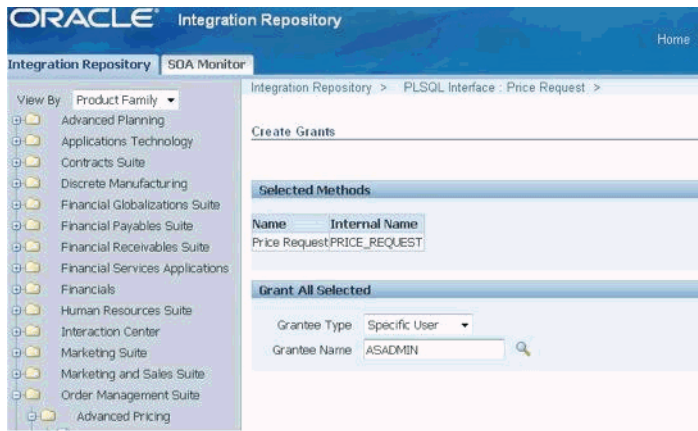 ORACLE® Integration Repository
Home
Integration Repository SOA Monitor
View By Product Family
Advanced Planning
Applications Technology
Contracts Suite
Discrete Manufacturing
Financial Globalizations Suite
Financial Payables Suite
Financial Receivables Suite
Financial Services Applications
Financials
Human Resources Suite
Interaction Center
Marketing Suite
Marketing and Sales Suite
Order Management Suite
Advanced Pricing
Integration Repository > PLSQL Interface : Price Request >
Create Grants
Selected Methods
Name Internal Name
Price Request PRICE_REQUEST
Grant All Selected
Grantee Type Specific User
Grantee Name ASADMIN